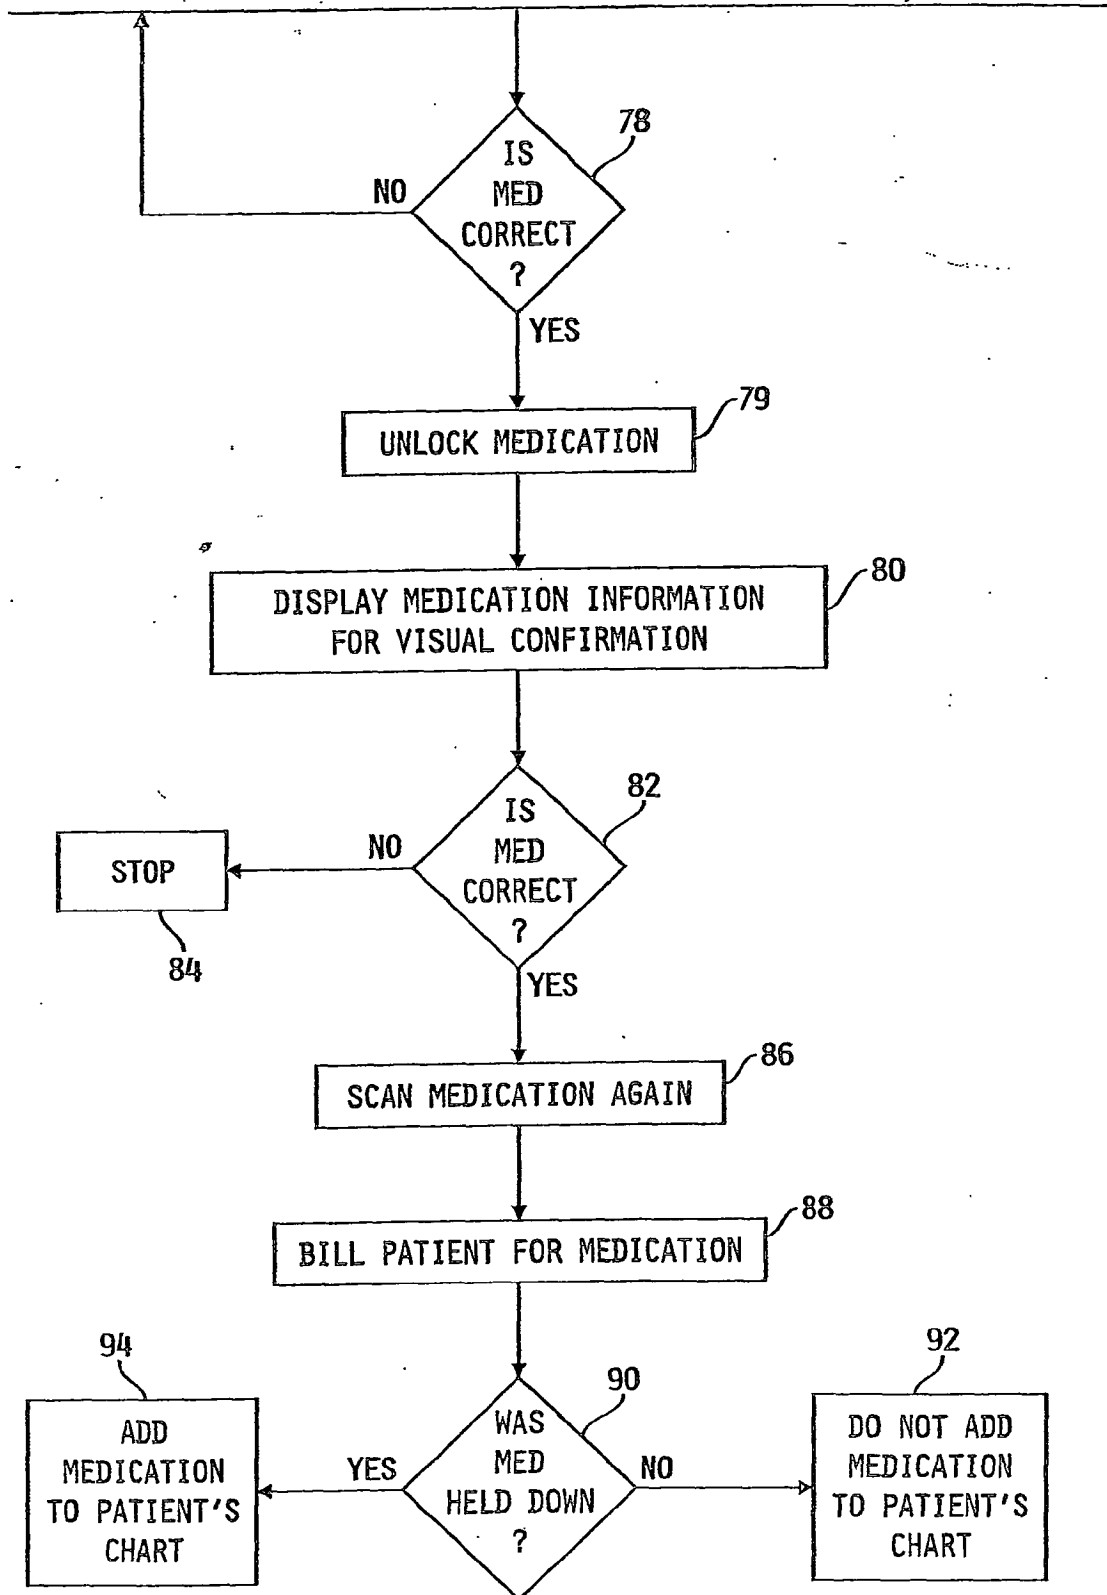 78
IS
MED
CORRECT
?
NO
YES
79
UNLOCK MEDICATION
80
DISPLAY MEDICATION INFORMATION
FOR VISUAL CONFIRMATION
82
IS
MED
CORRECT
?
NO
STOP
84
YES
86
SCAN MEDICATION AGAIN
88
BILL PATIENT FOR MEDICATION
90
WAS
MED
HELD DOWN
?
YES
NO
94
ADD
MEDICATION
TO PATIENT'S
CHART
92
DO NOT ADD
MEDICATION
TO PATIENT'S
CHART